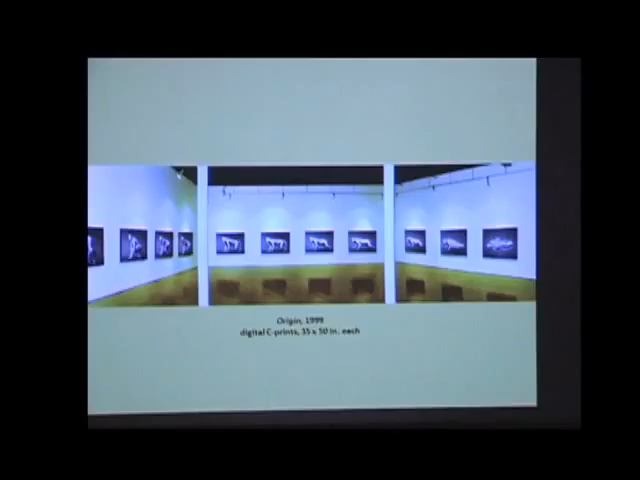 Origin, 1999
digital C-prints, 35 x 50 in. each